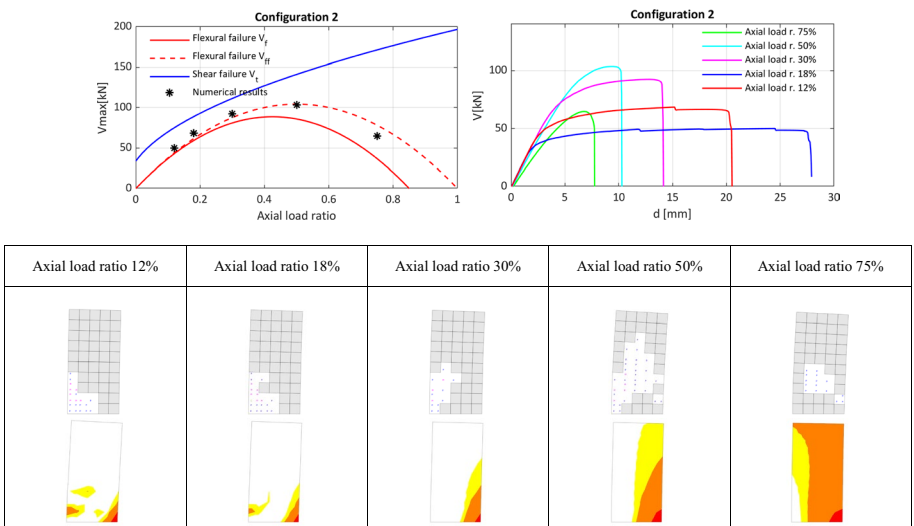 Configuration 2
Vmax[kN]
200
150
100
50
0
Flexural failure V_f
Flexural failure V_ff
Shear failure V_t
Numerical results
0
0.2
0.4
0.6
0.8
1
Axial load ratio
Configuration 2
V[kN]
100
50
0
Axial load r. 75%
Axial load r. 50%
Axial load r. 30%
Axial load r. 18%
Axial load r. 12%
0
5
10
15
20
25
30
d [mm]
Axial load ratio 12%
Axial load ratio 18%
Axial load ratio 30%
Axial load ratio 50%
Axial load ratio 75%